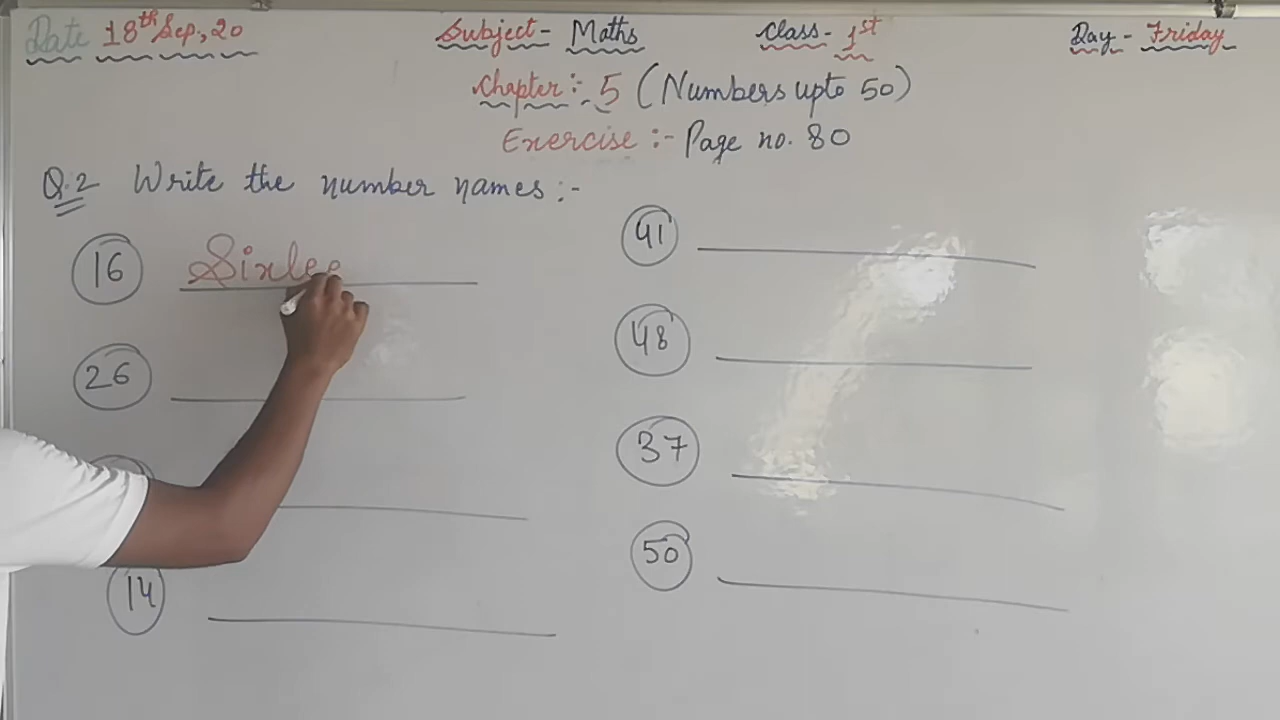 Date 18th Sep, 20 Subject- Maths Class- 1st Day- Friday
Chapter:- 5 (Numbers upto 50)
Exercise:- Page no. 80
Q.2 Write the number names:-
16 Sixtee
41
26
48
37
14
50